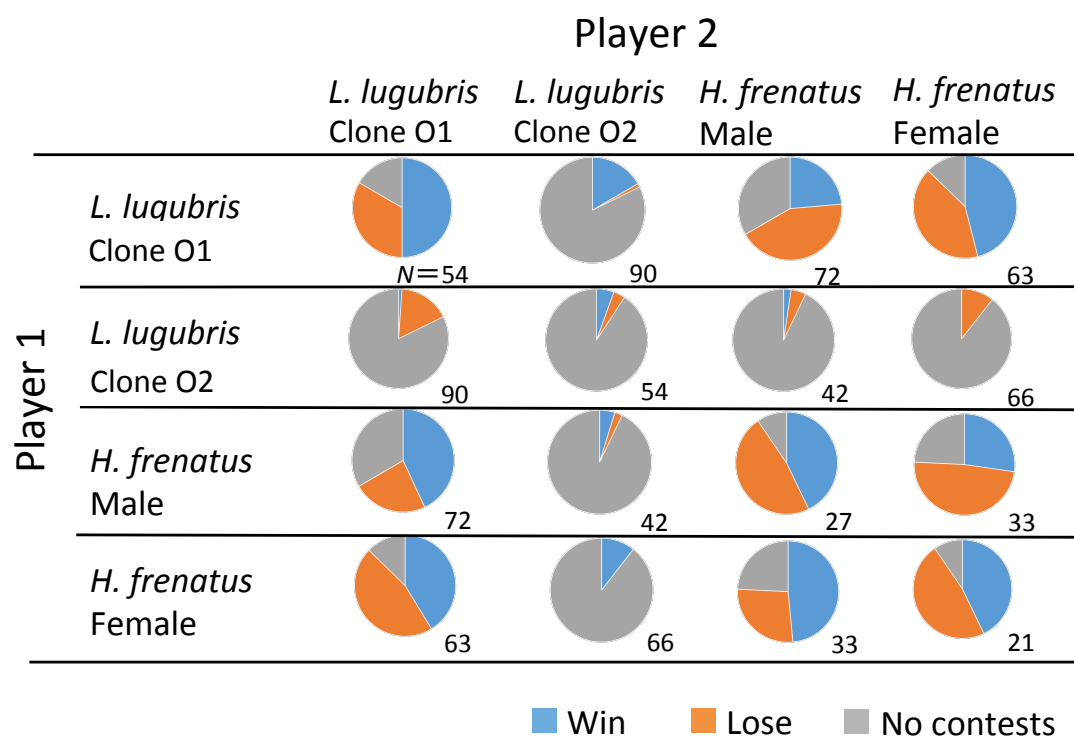 Player 2
L. lugubris L. lugubris H. frenatus H. frenatus
Clone O1 Clone O2 Male Female
Player 1
L. lugubris
Clone O1
N=54 90 72 63
L. lugubris
Clone O2
90 54 42 66
H. frenatus
Male
72 42 27 33
H. frenatus
Female
63 66 33 21
Win Lose No contests